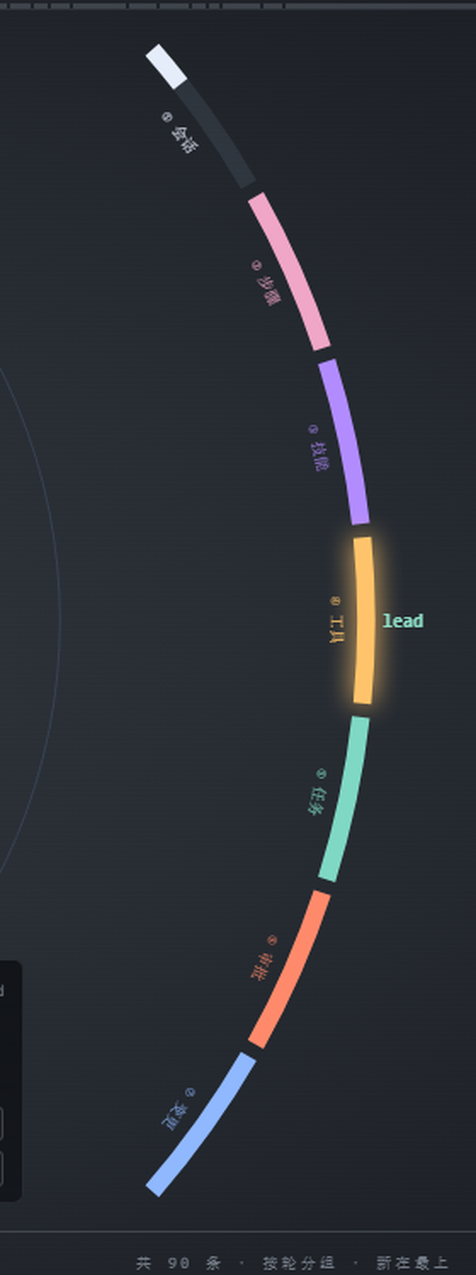 会话
步骤
技能
工具
lead
任务
审批
变更
共 90 条 · 按轮分组 · 新在最上